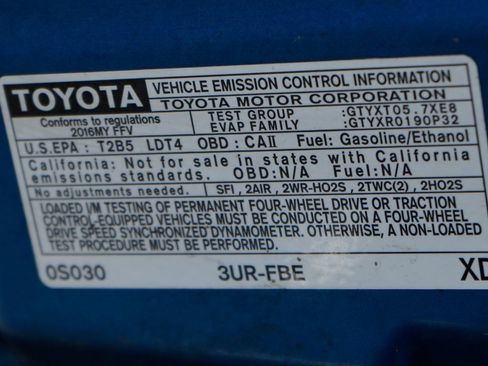 TOYOTA
VEHICLE EMISSION CONTROL INFORMATION
TOYOTA MOTOR CORPORATION
Conforms to regulations
2016MY FFV
TEST GROUP :GTYXT05.7XE8
EVAP FAMILY :GTYXR0190P32
U.S.EPA : T2B5 LDT4 OBD : CAII Fuel: Gasoline/Ethanol
California: Not for sale in states with California
emissions standards. OBD:N/A Fuel:N/A
No adjustments needed. SFI , 2AIR , 2WR-HO2S , 2TWC(2) , 2HO2S
LOADED I/M TESTING OF PERMANENT FOUR-WHEEL DRIVE OR TRACTION
CONTROL-EQUIPPED VEHICLES MUST BE CONDUCTED ON A FOUR-WHEEL
DRIVE SPEED SYNCHRONIZED DYNAMOMETER. OTHERWISE, A NON-LOADED
TEST MUST BE PERFORMED.
0S030 3UR-FBE XD